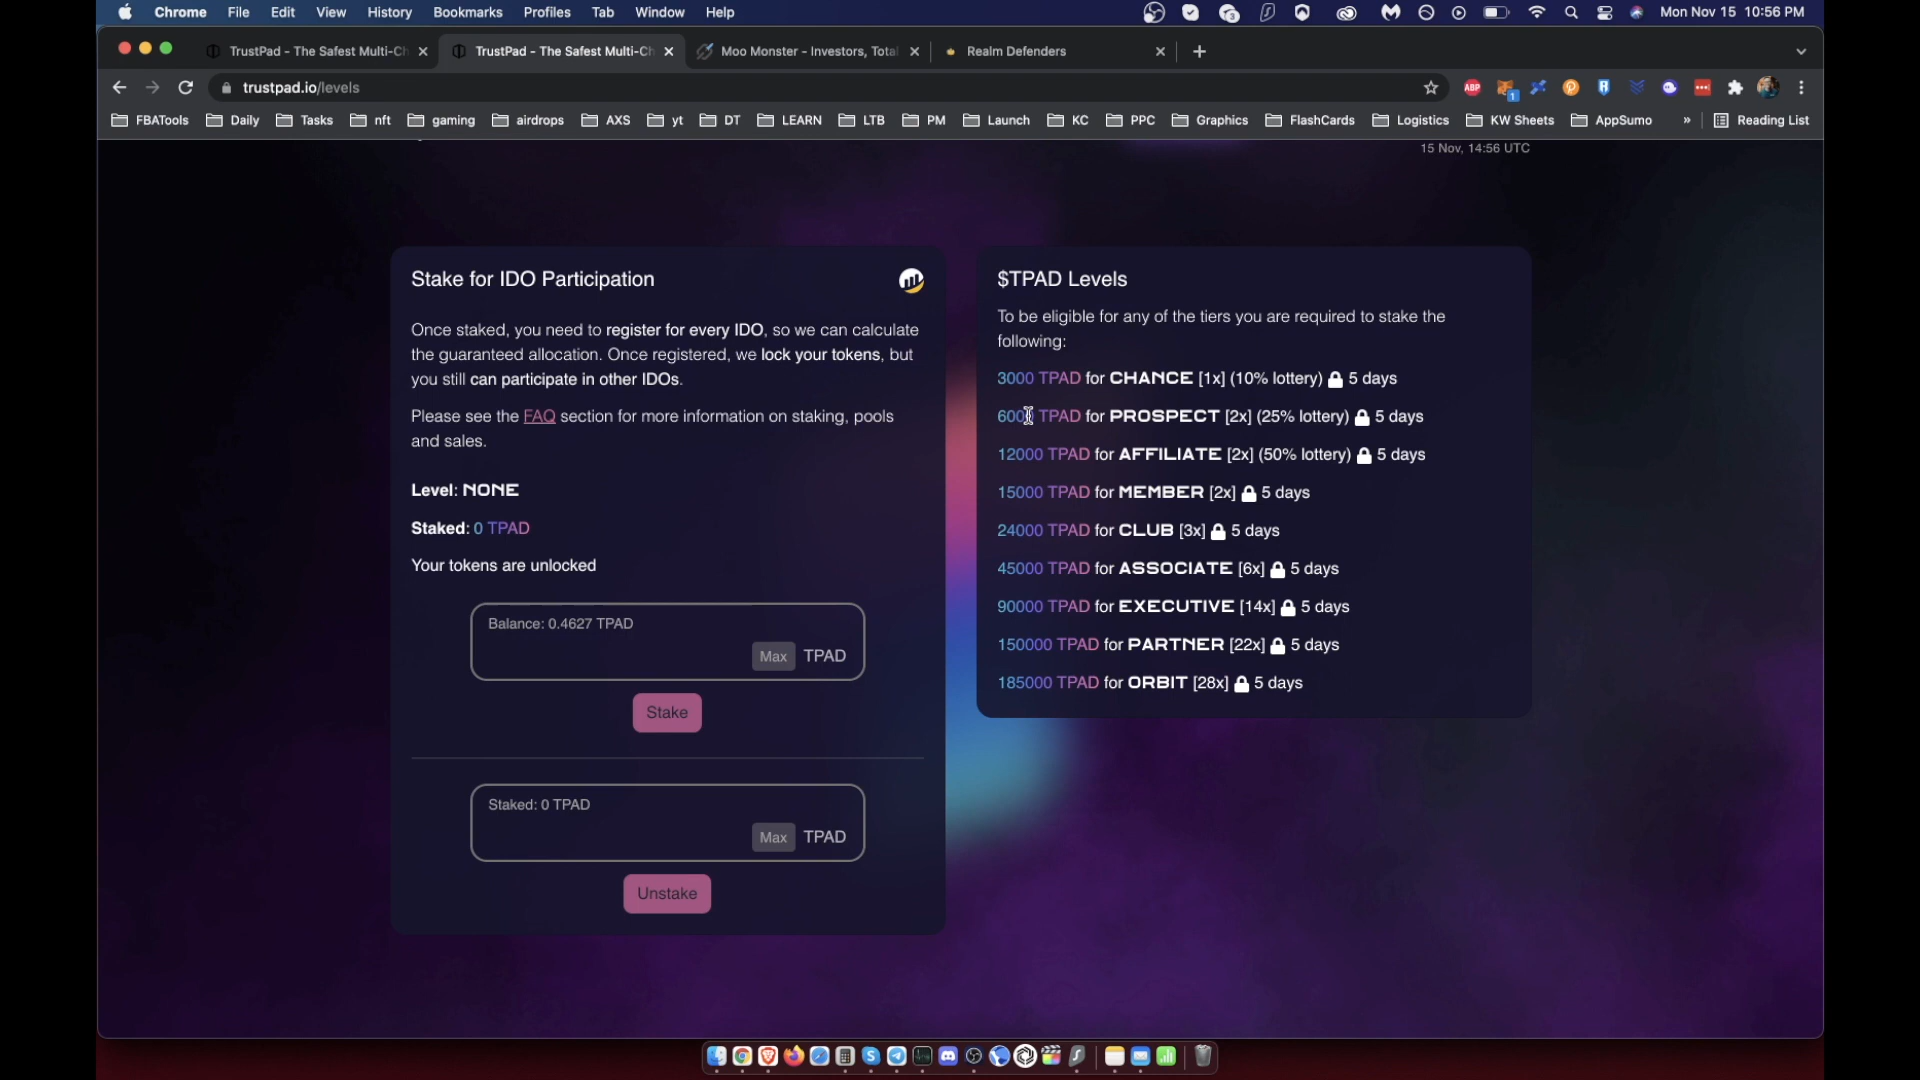 Chrome File Edit View History Bookmarks Profiles Tab Window Help
3
Mon Nov 15 10:56 PM
TrustPad - The Safest Multi-Ch
TrustPad - The Safest Multi-Ch
Moo Monster - Investors, Total
Realm Defenders
trustpad.io/levels
ABP
1
FBATools Daily Tasks nft gaming airdrops AXS yt DT LEARN LTB PM Launch KC PPC Graphics FlashCards Logistics KW Sheets AppSumo » Reading List
15 Nov, 14:56 UTC
Stake for IDO Participation
Once staked, you need to register for every IDO, so we can calculate
the guaranteed allocation. Once registered, we lock your tokens, but
you still can participate in other IDOs.
Please see the FAQ section for more information on staking, pools
and sales.
Level: NONE
Staked: 0 TPAD
Your tokens are unlocked
Balance: 0.4627 TPAD
Max TPAD
Stake
Staked: 0 TPAD
Max TPAD
Unstake
$TPAD Levels
To be eligible for any of the tiers you are required to stake the
following:
3000 TPAD for CHANCE [1x] (10% lottery) 5 days
6000 TPAD for PROSPECT [2x] (25% lottery) 5 days
12000 TPAD for AFFILIATE [2x] (50% lottery) 5 days
15000 TPAD for MEMBER [2x] 5 days
24000 TPAD for CLUB [3x] 5 days
45000 TPAD for ASSOCIATE [6x] 5 days
90000 TPAD for EXECUTIVE [14x] 5 days
150000 TPAD for PARTNER [22x] 5 days
185000 TPAD for ORBIT [28x] 5 days